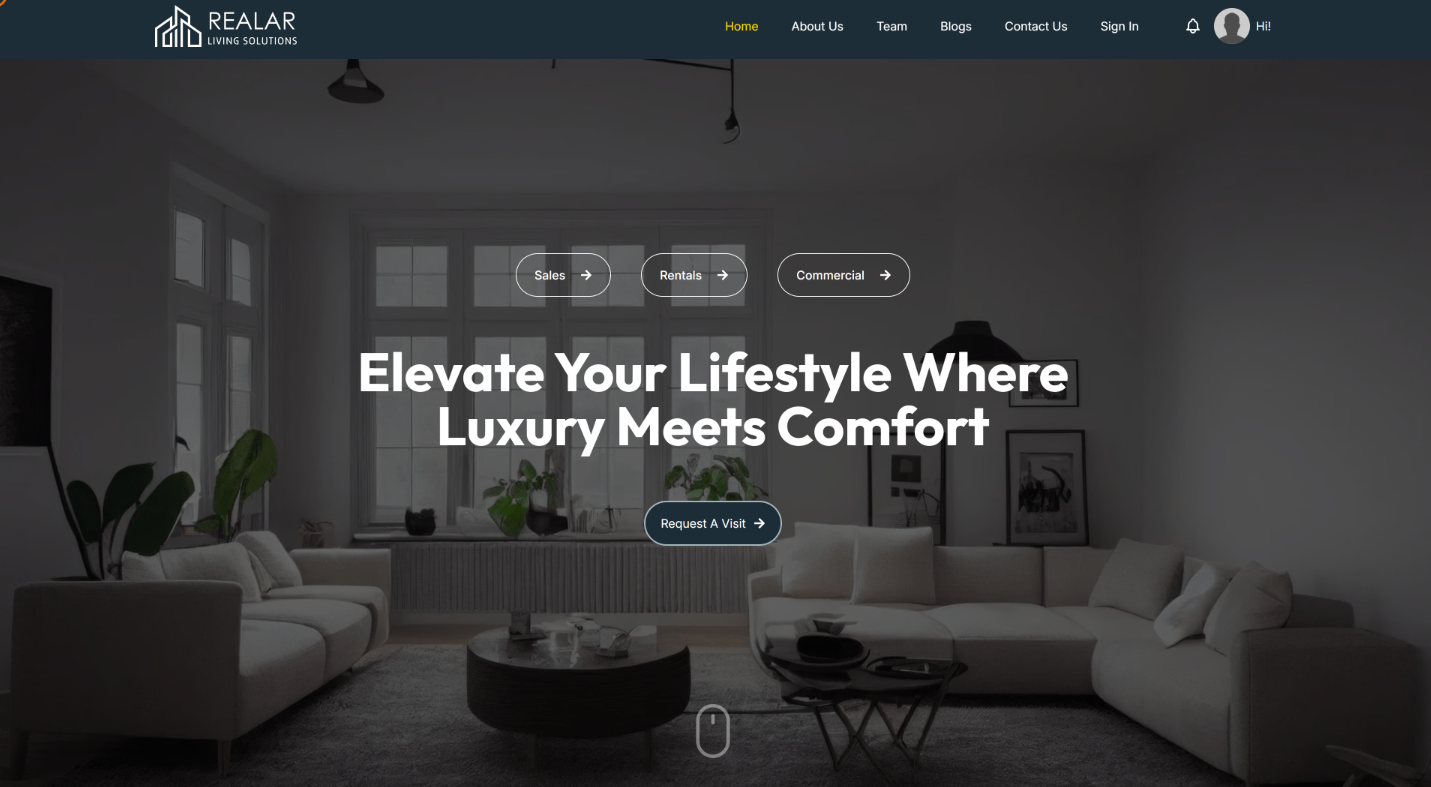 REALAR
LIVING SOLUTIONS
Home About Us Team Blogs Contact Us Sign In Hi!
Sales Rentals Commercial
Elevate Your Lifestyle Where
Luxury Meets Comfort
Request A Visit